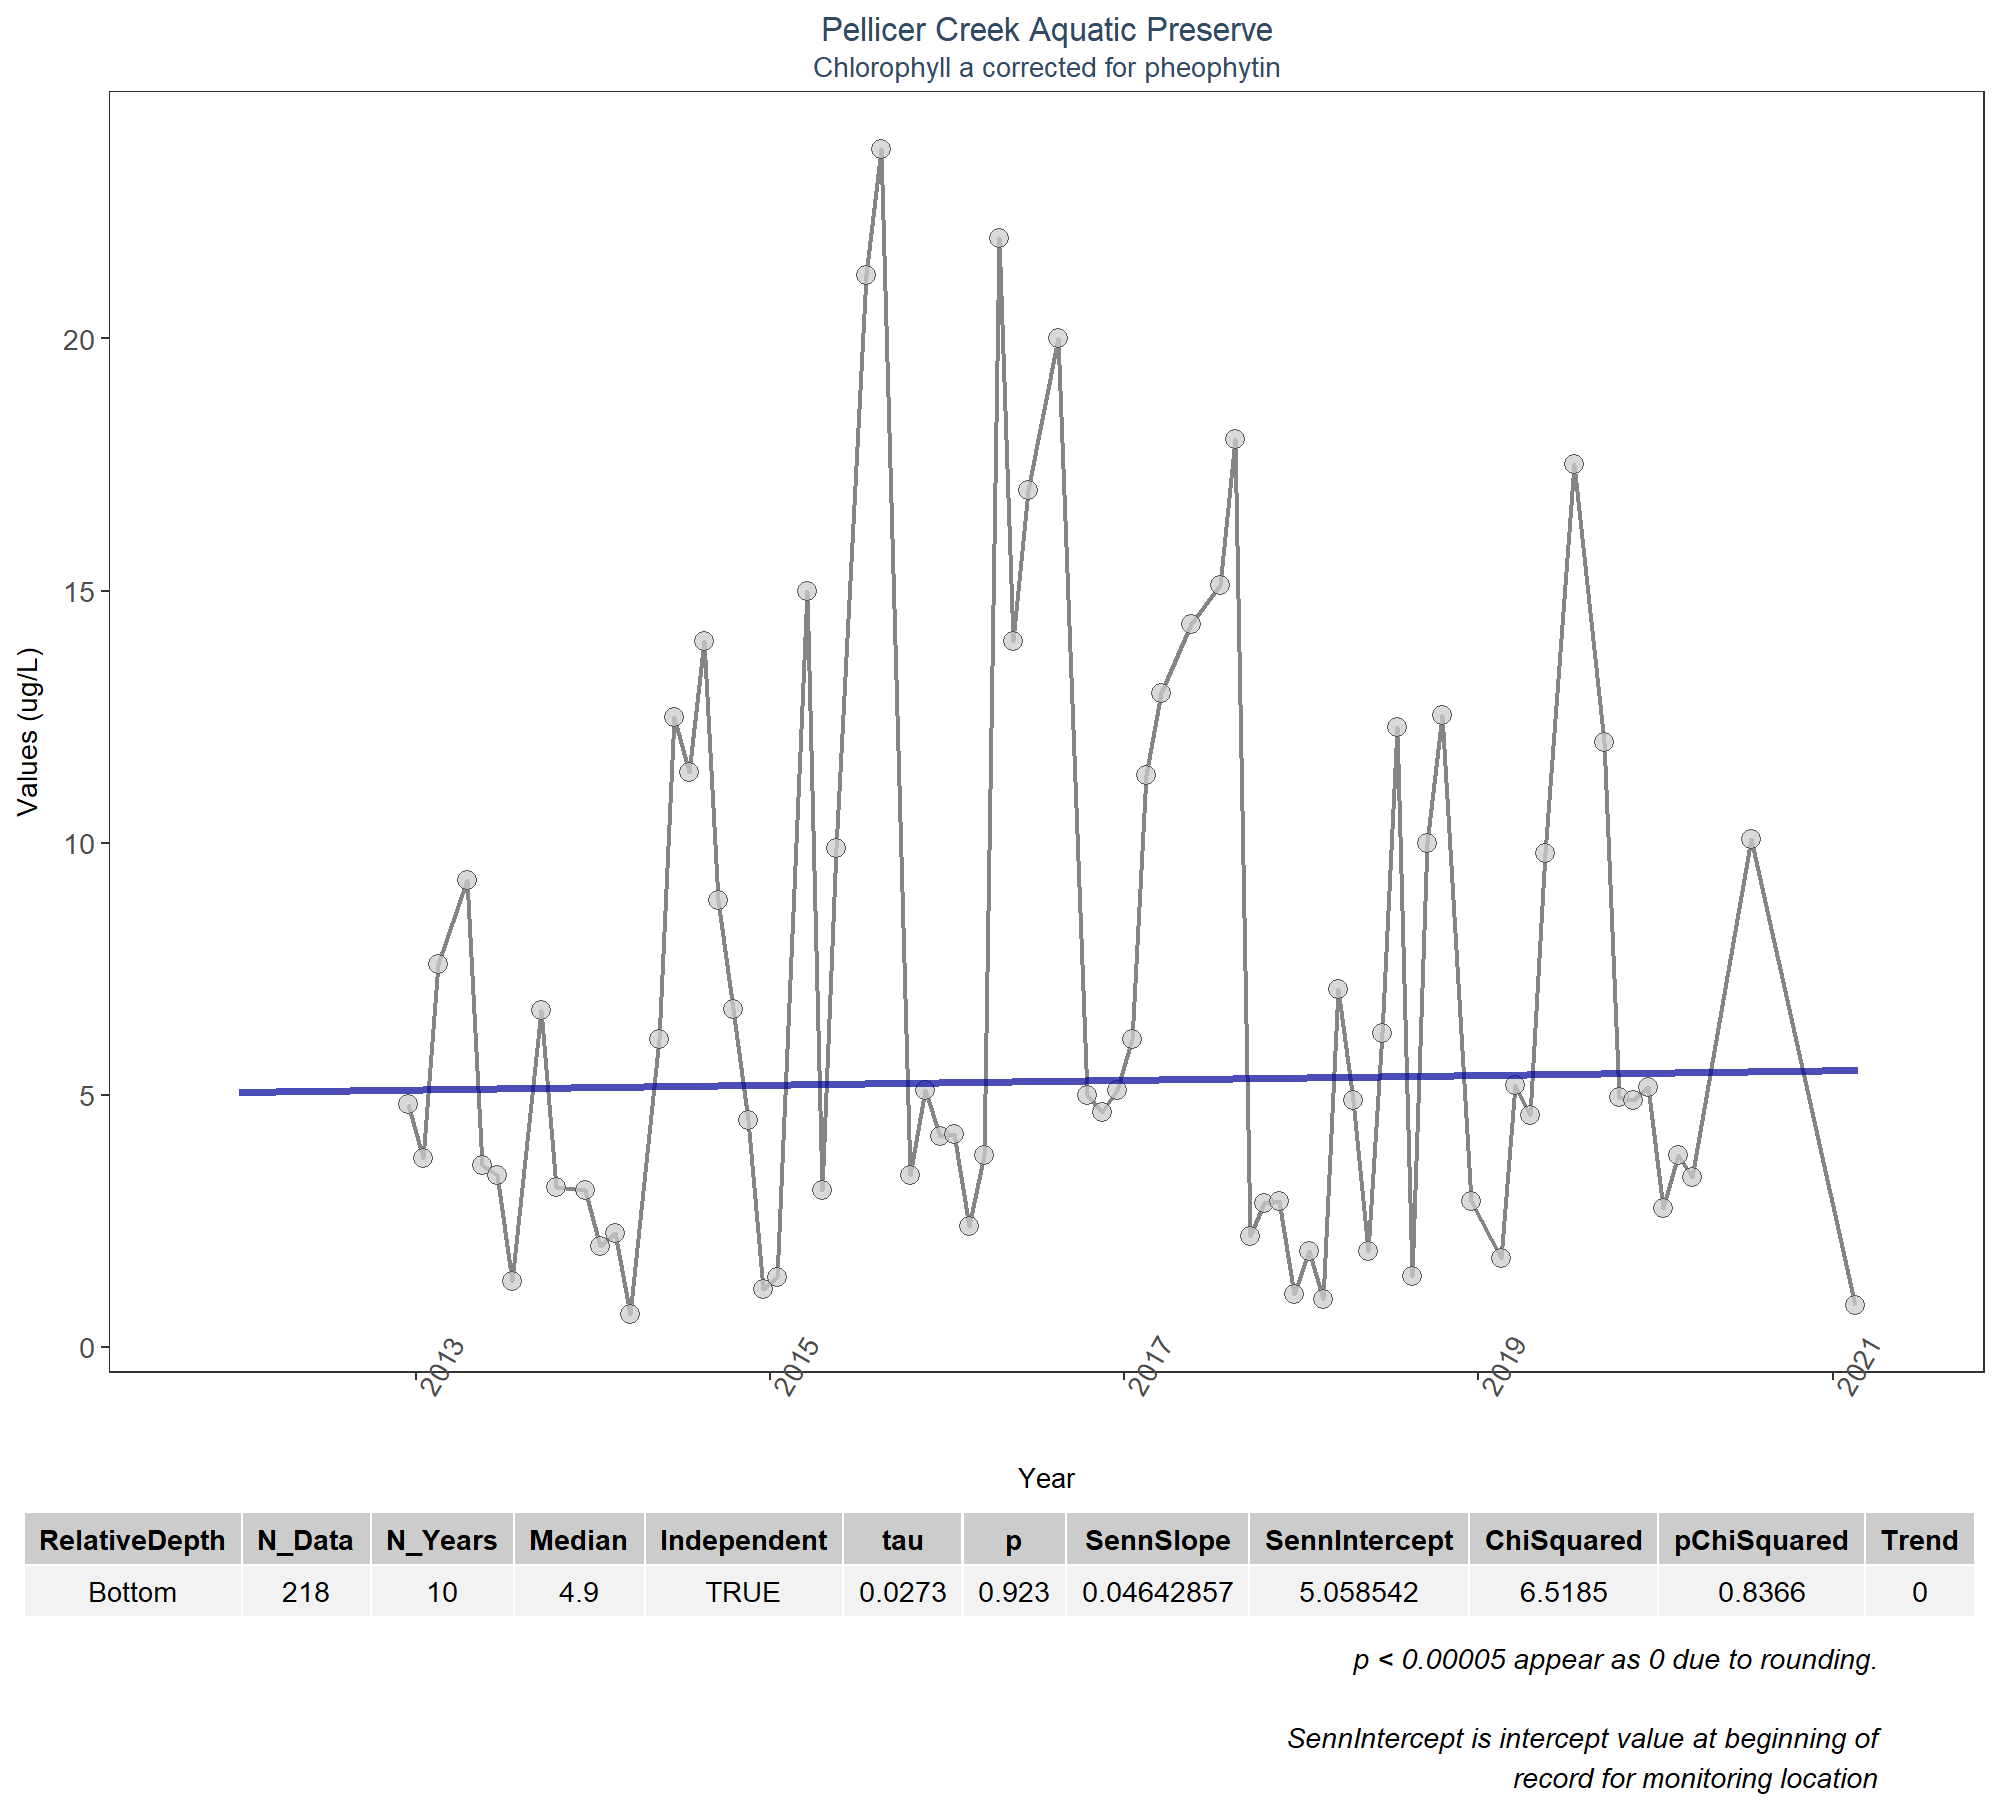 Pellicer Creek Aquatic Preserve
Chlorophyll a corrected for pheophytin
Values (ug/L)
20
15
10
5
0
2013 2015 2017 2019 2021
Year
RelativeDepth N_Data N_Years Median Independent tau p SennSlope SennIntercept ChiSquared pChiSquared Trend
Bottom 218 10 4.9 TRUE 0.0273 0.923 0.04642857 5.058542 6.5185 0.8366 0
p < 0.00005 appear as 0 due to rounding.
SennIntercept is intercept value at beginning of
record for monitoring location